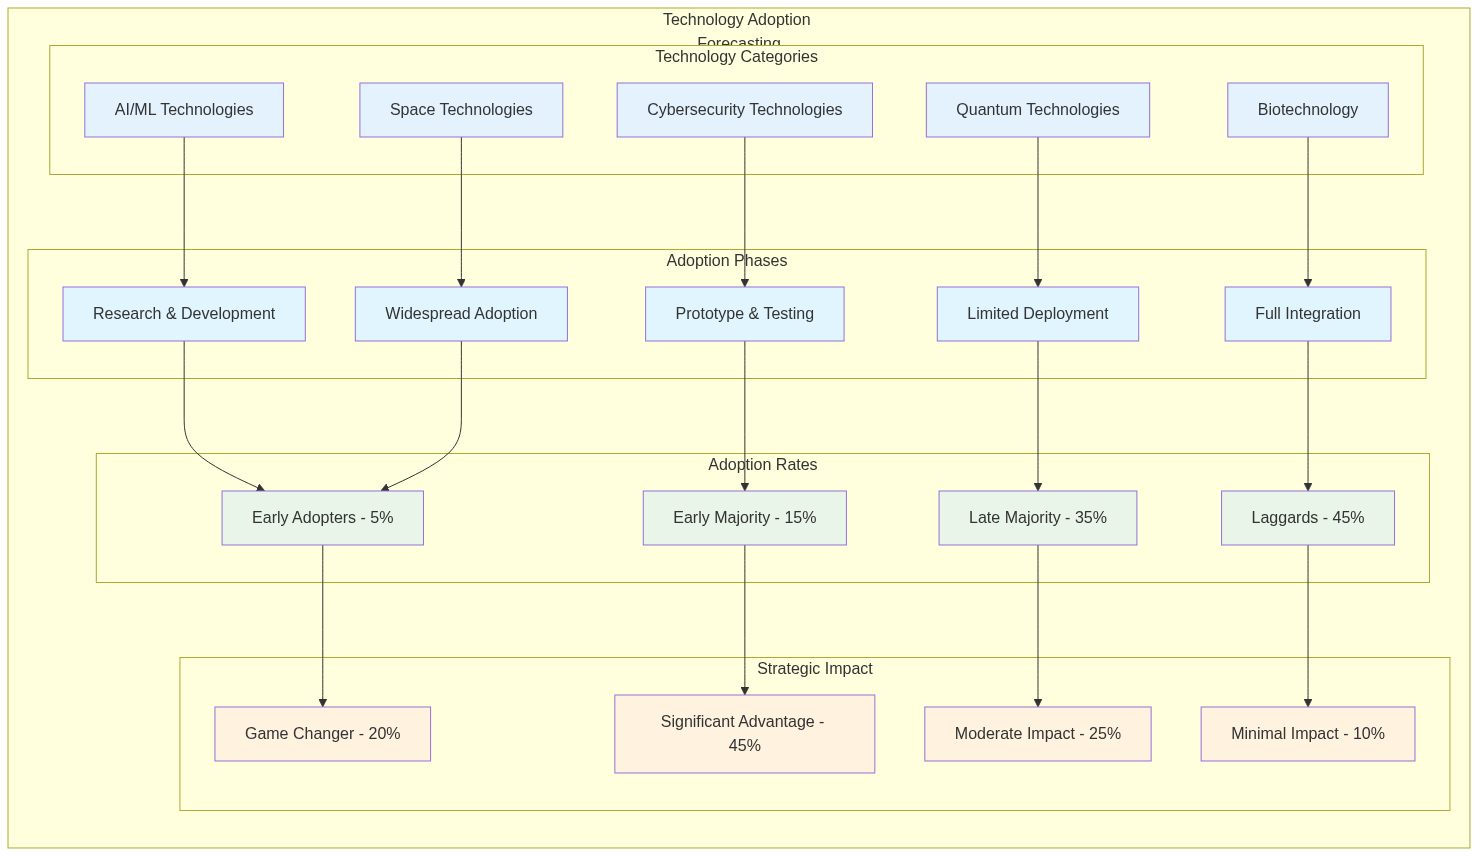 Technology Adoption
Forecasting
Technology Categories
AI/ML Technologies
Space Technologies
Cybersecurity Technologies
Quantum Technologies
Biotechnology
Adoption Phases
Research & Development
Widespread Adoption
Prototype & Testing
Limited Deployment
Full Integration
Adoption Rates
Early Adopters - 5%
Early Majority - 15%
Late Majority - 35%
Laggards - 45%
Strategic Impact
Game Changer - 20%
Significant Advantage -
45%
Moderate Impact - 25%
Minimal Impact - 10%